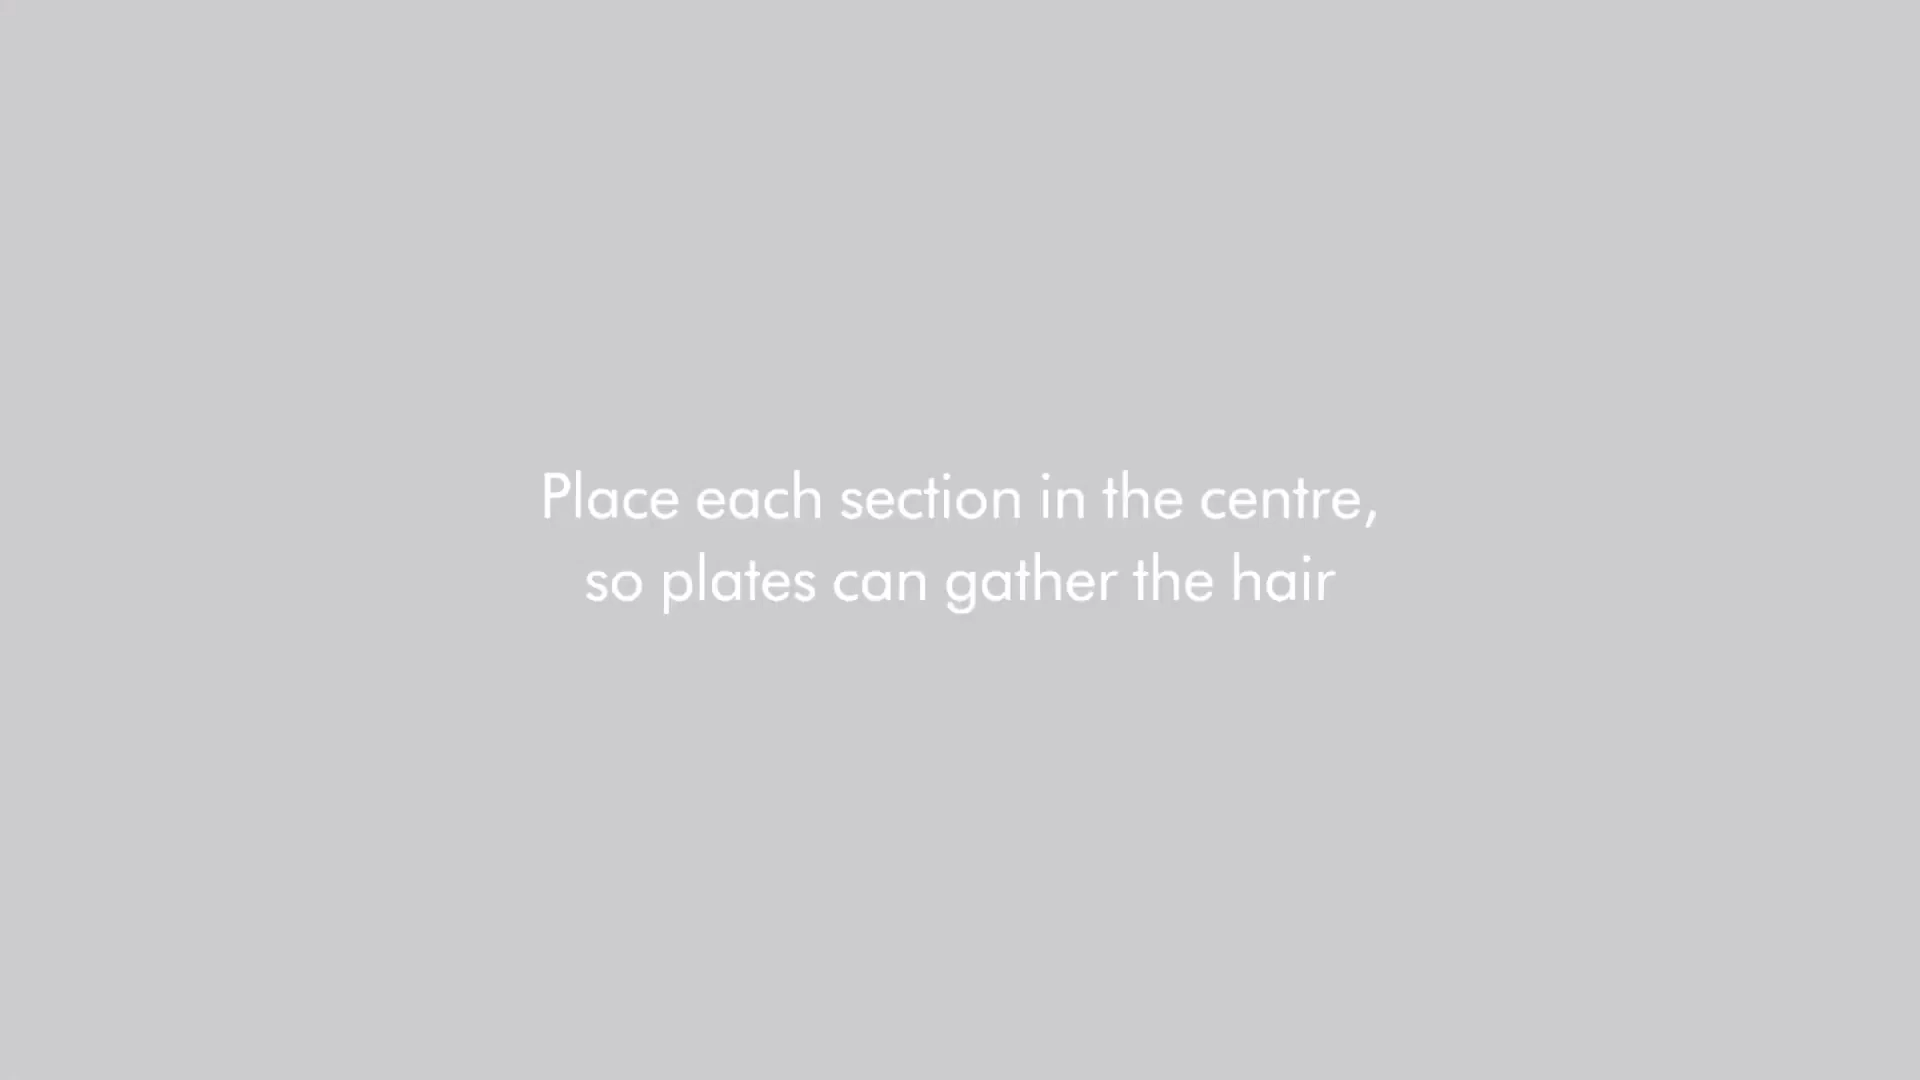 Place each section in the centre,
so plates can gather the hair